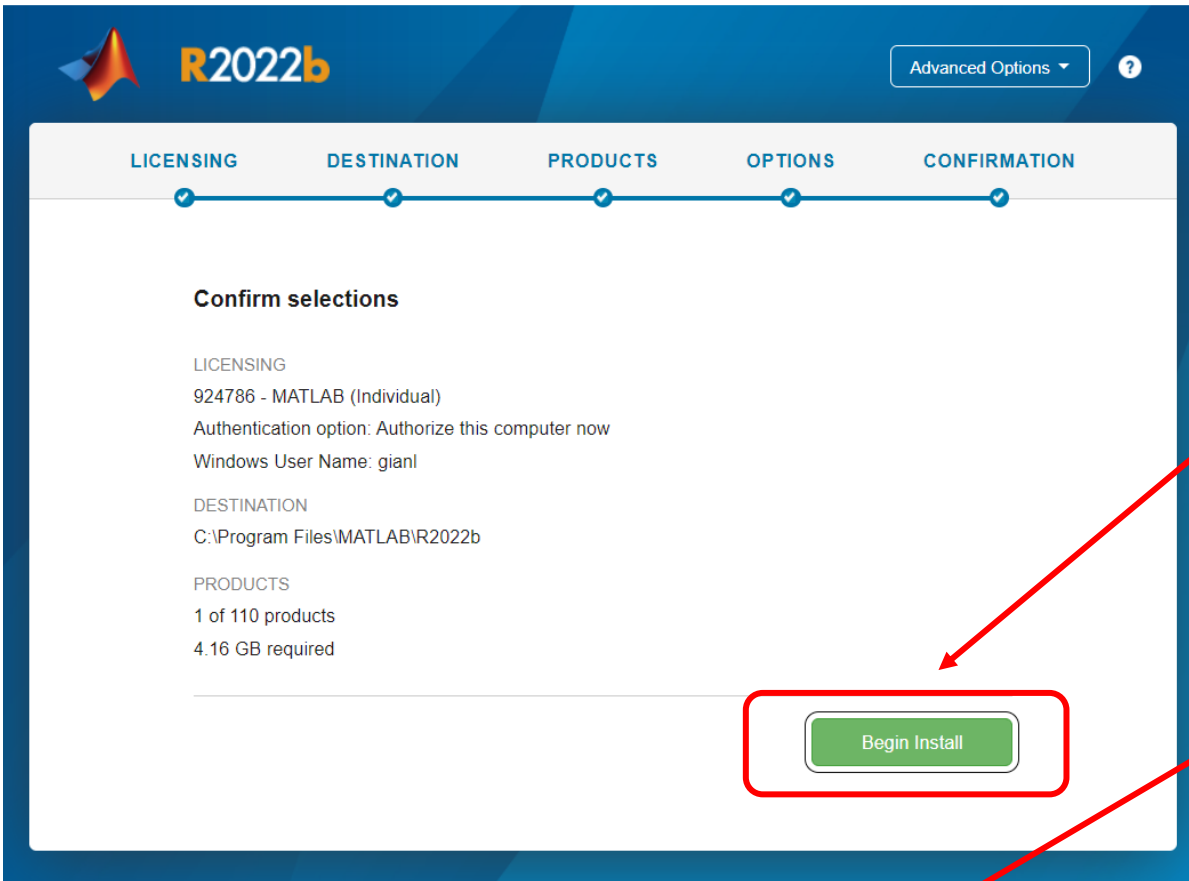 R2022b
Advanced Options
?
LICENSING DESTINATION PRODUCTS OPTIONS CONFIRMATION
Confirm selections
LICENSING
924786 - MATLAB (Individual)
Authentication option: Authorize this computer now
Windows User Name: gianl
DESTINATION
C:\Program Files\MATLAB\R2022b
PRODUCTS
1 of 110 products
4.16 GB required
Begin Install